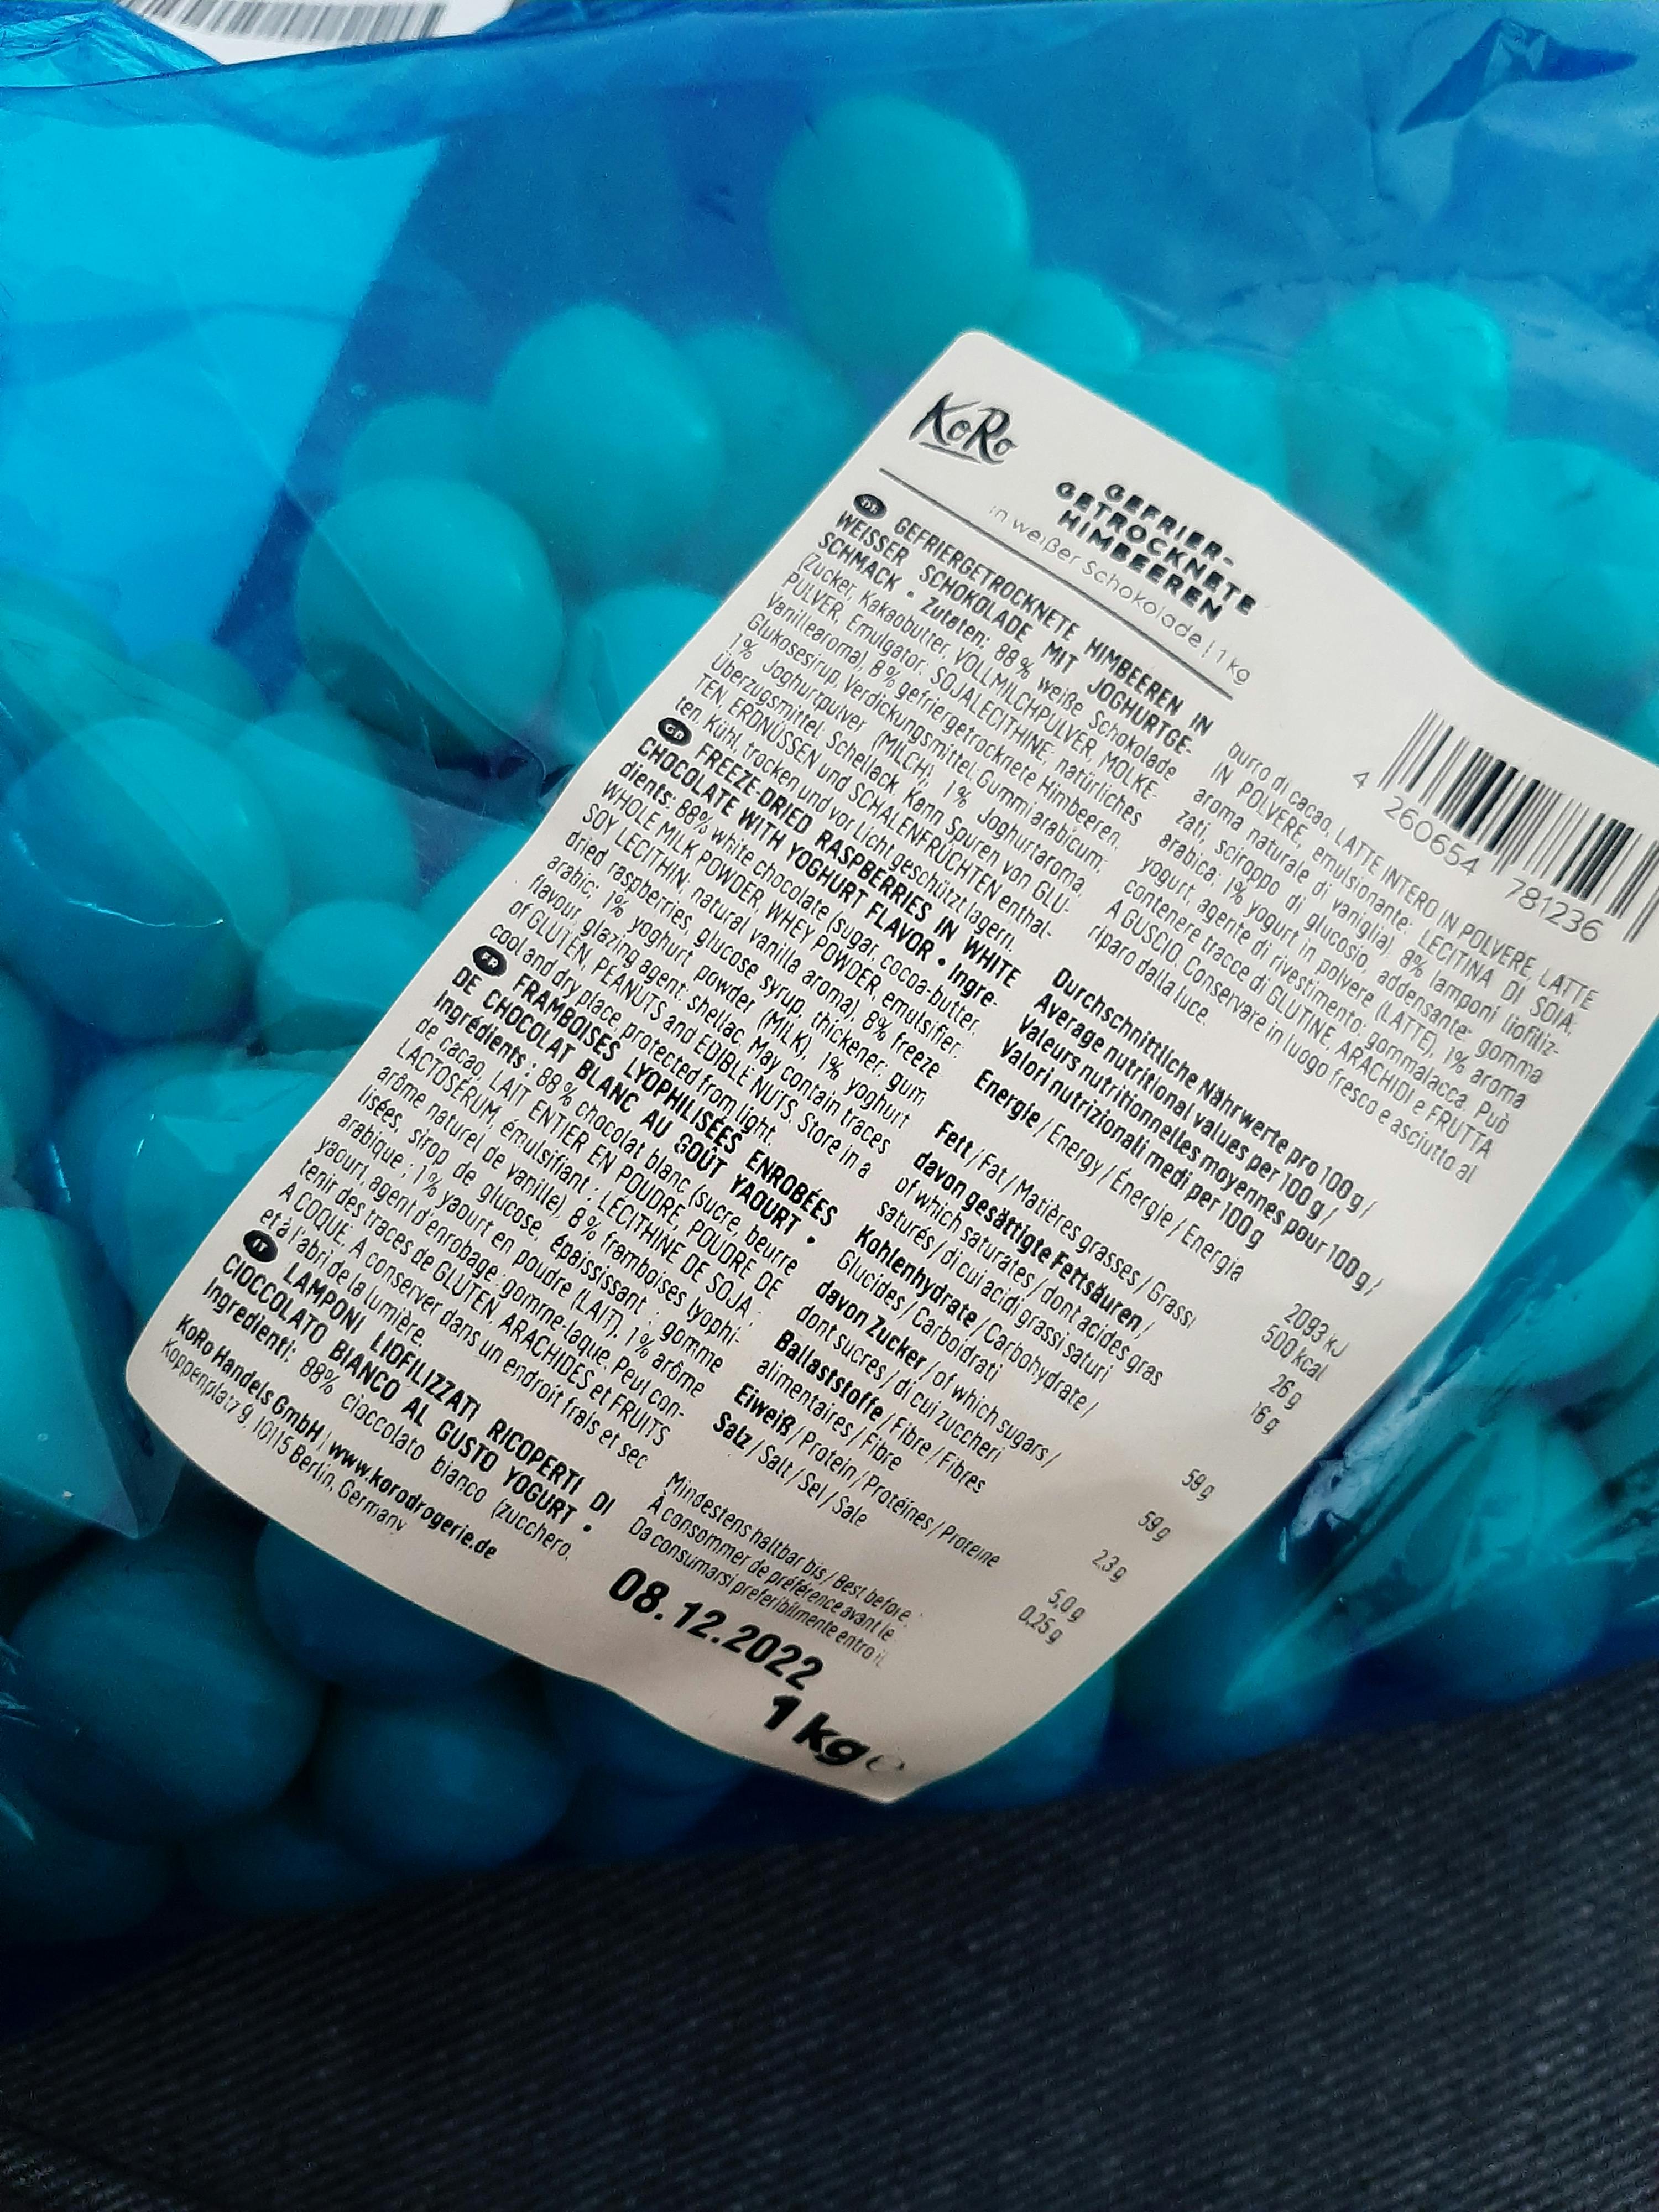 KoRo
GEFRIER-
GETROCKNETE
HIMBEEREN
in weißer Schokolade | 1 kg
DE GEFRIERGETROCKNETE HIMBEEREN IN
WEISSER SCHOKOLADE MIT JOGHURTGE-
SCHMACK • Zutaten: 88 % weiße Schokolade
(Zucker, Kakaobutter, VOLLMILCHPULVER, MOLKE-
PULVER, Emulgator: SOJALECITHINE, natürliches
Vanillearoma), 8 % gefriergetrocknete Himbeeren,
Glukosesirup, Verdickungsmittel: Gummi arabicum;
1 % Joghurtpulver (MILCH), 1 % Joghurtaroma,
Überzugsmittel: Schellack. Kann Spuren von GLU-
TEN, ERDNÜSSEN und SCHALENFRÜCHTEN enthal-
ten. Kühl, trocken und vor Licht geschützt lagern.
GB FREEZE-DRIED RASPBERRIES IN WHITE
CHOCOLATE WITH YOGHURT FLAVOR • Ingre-
dients: 88% white chocolate (sugar, cocoa-butter,
WHOLE MILK POWDER, WHEY POWDER, emulsifier:
SOY LECITHIN; natural vanilla aroma), 8% freeze
dried raspberries, glucose syrup, thickener: gum
arabic; 1% yoghurt powder (MILK), 1% yoghurt
flavour, glazing agent: shellac. May contain traces
of GLUTEN, PEANUTS and EDIBLE NUTS. Store in a
cool and dry place, protected from light.
FR FRAMBOISES LYOPHILISÉES ENROBÉES
DE CHOCOLAT BLANC AU GOÛT YAOURT •
Ingrédients : 88 % chocolat blanc (sucre, beurre
de cacao, LAIT ENTIER EN POUDRE, POUDRE DE
LACTOSÉRUM, émulsifiant : LÉCITHINE DE SOJA ;
arôme naturel de vanille), 8 % framboises lyophi-
lisées, sirop de glucose, épaississant : gomme
arabique ; 1 % yaourt en poudre (LAIT), 1 % arôme
yaourt, agent d'enrobage : gomme-laque. Peut con-
tenir des traces de GLUTEN, ARACHIDES et FRUITS
A COQUE. A conserver dans un endroit frais et sec
et à l'abri de la lumière.
IT LAMPONI LIOFILIZZATI RICOPERTI DI
CIOCCOLATO BIANCO AL GUSTO YOGURT •
Ingredienti: 88% cioccolato bianco (zucchero,
KoRo Handels GmbH | www.korodrogerie.de
Koppenplatz 9, 10115 Berlin, Germany
4 260654 781236
burro di cacao, LATTE INTERO IN POLVERE, LATTE
IN POLVERE, emulsionante: LECITINA DI SOIA;
aroma naturale di vaniglia), 8% lamponi liofiliz-
zati, sciroppo di glucosio, addensante: gomma
arabica; 1% yogurt in polvere (LATTE), 1% aroma
yogurt, agente di rivestimento: gommalacca. Può
contenere tracce di GLUTINE, ARACHIDI e FRUTTA
A GUSCIO. Conservare in luogo fresco e asciutto al
riparo dalla luce.
Durchschnittliche Nährwerte pro 100 g /
Average nutritional values per 100 g /
Valeurs nutritionnelles moyennes pour 100 g /
Valori nutrizionali medi per 100 g
Energie / Energy / Énergie / Energia 2093 kJ
500 kcal
Fett / Fat / Matières grasses / Grassi 26 g
davon gesättigte Fettsäuren / 16 g
of which saturates / dont acides gras
saturés / di cui acidi grassi saturi
Kohlenhydrate / Carbohydrate / 59 g
Glucides / Carboidrati
davon Zucker / of which sugars / 59 g
dont sucres / di cui zuccheri
Ballaststoffe / Fibre / Fibres 2,3 g
alimentaires / Fibre
Eiweiß / Protein / Protéines / Proteine 5,0 g
Salz / Salt / Sel / Sale 0,25 g
Mindestens haltbar bis / Best before :
À consommer de préférence avant le :
Da consumarsi preferibilmente entro il:
08.12.2022
1 kg ℮